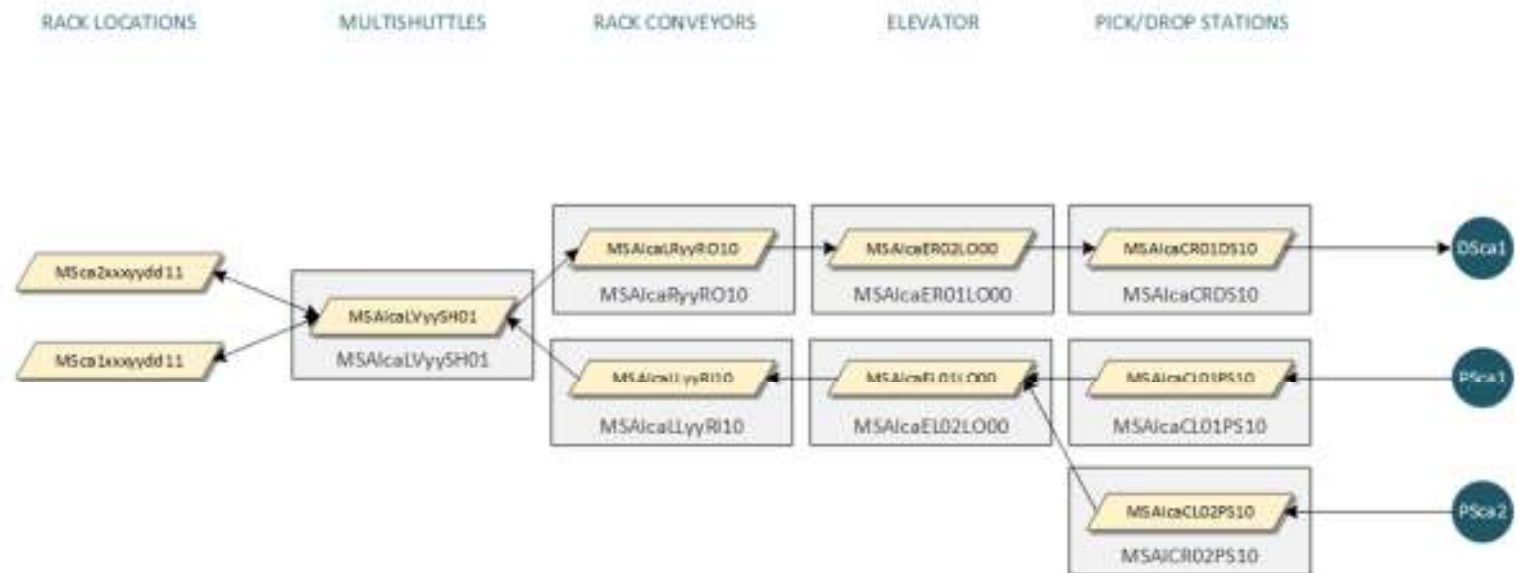 RACK LOCATIONS
MULTISHUTTLES
RACK CONVEYORS
ELEVATOR
PICK/DROP STATIONS
MSca2xxxyydd11
MSca1xxxyydd11
MSAIcaLVyySH01
MSAIcaLVyySH01
MSAIcaLRyyRO10
MSAIcaRyyRO10
MSAIcaER02LO00
MSAIcaER01LO00
MSAIcaCR01DS10
MSAIcaCRDS10
DSca1
MSAIcaLLyyRI10
MSAIcaLLyyRI10
MSAIcaEL01LO00
MSAIcaEL02LO00
MSAIcaCL01PS10
MSAIcaCL01PS10
PSca1
MSAIcaCL02PS10
MSAICR02PS10
PSca2